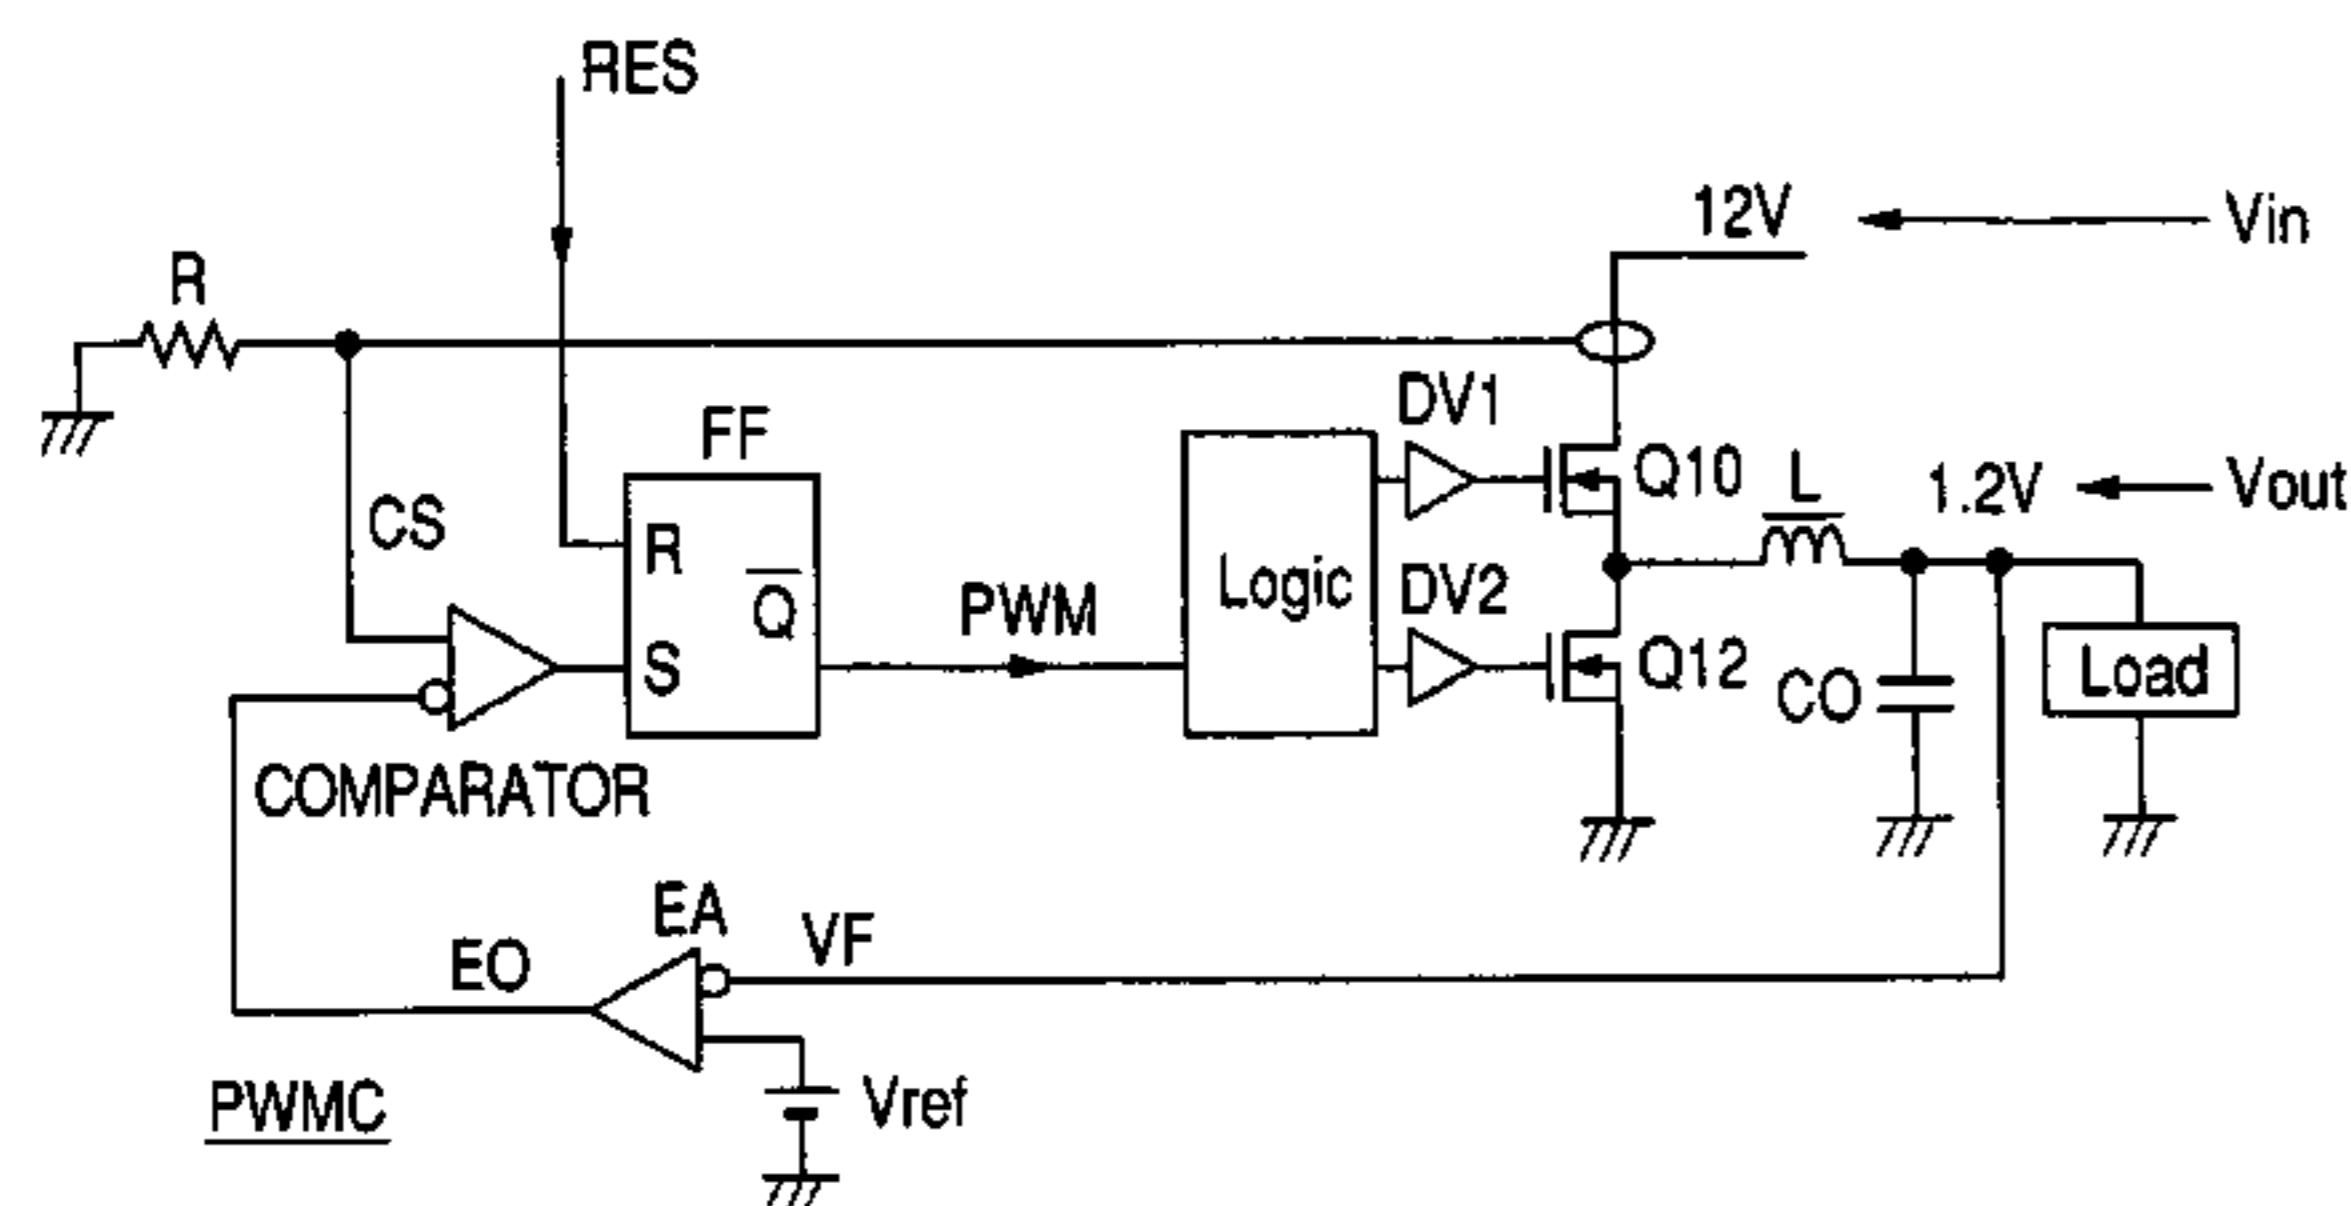 RES
12V
Vin
R
DV1
FF
Q10
L
1.2V
Vout
CS
R
Q
Logic
DV2
PWM
S
Q12
CO
Load
COMPARATOR
EA
VF
EO
PWMC
Vref